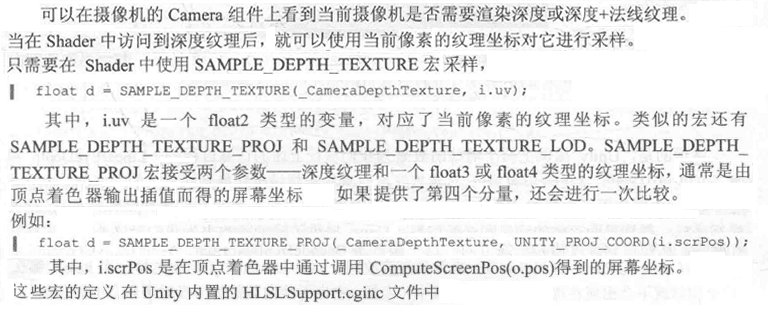 可以在摄像机的 Camera 组件上看到当前摄像机是否需要渲染深度或深度+法线纹理。
当在 Shader 中访问到深度纹理后，就可以使用当前像素的纹理坐标对它进行采样。
只需要在 Shader 中使用 SAMPLE_DEPTH_TEXTURE 宏采样，
float d = SAMPLE_DEPTH_TEXTURE(_CameraDepthTexture, i.uv);
其中，i.uv 是一个 float2 类型的变量，对应了当前像素的纹理坐标。类似的宏还有
SAMPLE_DEPTH_TEXTURE_PROJ 和 SAMPLE_DEPTH_TEXTURE_LOD。SAMPLE_DEPTH_
TEXTURE_PROJ 宏接受两个参数——深度纹理和一个 float3 或 float4 类型的纹理坐标，通常是由
顶点着色器输出插值而得的屏幕坐标 如果提供了第四个分量，还会进行一次比较。
例如：
float d = SAMPLE_DEPTH_TEXTURE_PROJ(_CameraDepthTexture, UNITY_PROJ_COORD(i.scrPos));
其中，i.scrPos 是在顶点着色器中通过调用 ComputeScreenPos(o.pos)得到的屏幕坐标。
这些宏的定义 在 Unity 内置的 HLSLSupport.cginc 文件中